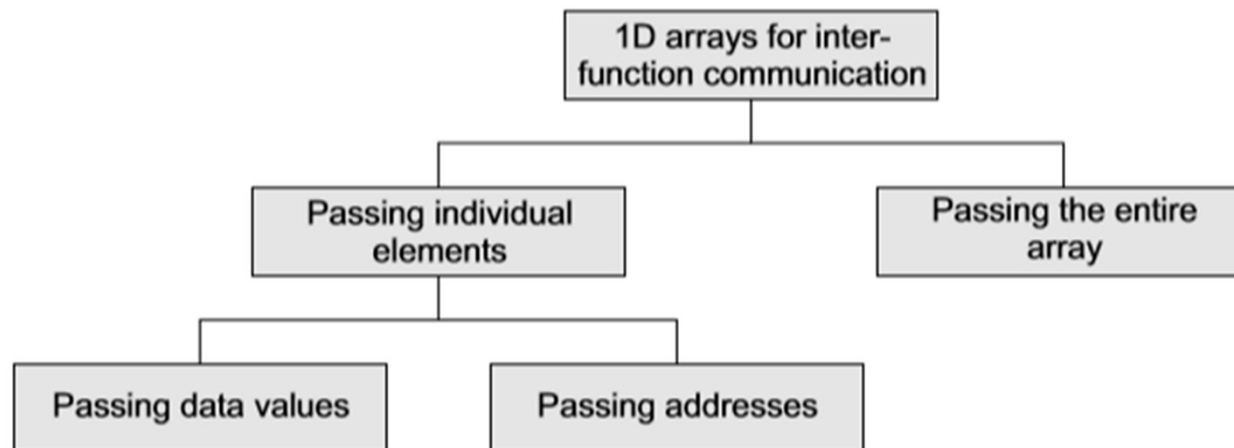 1D arrays for inter-
function communication
Passing individual
elements
Passing the entire
array
Passing data values
Passing addresses